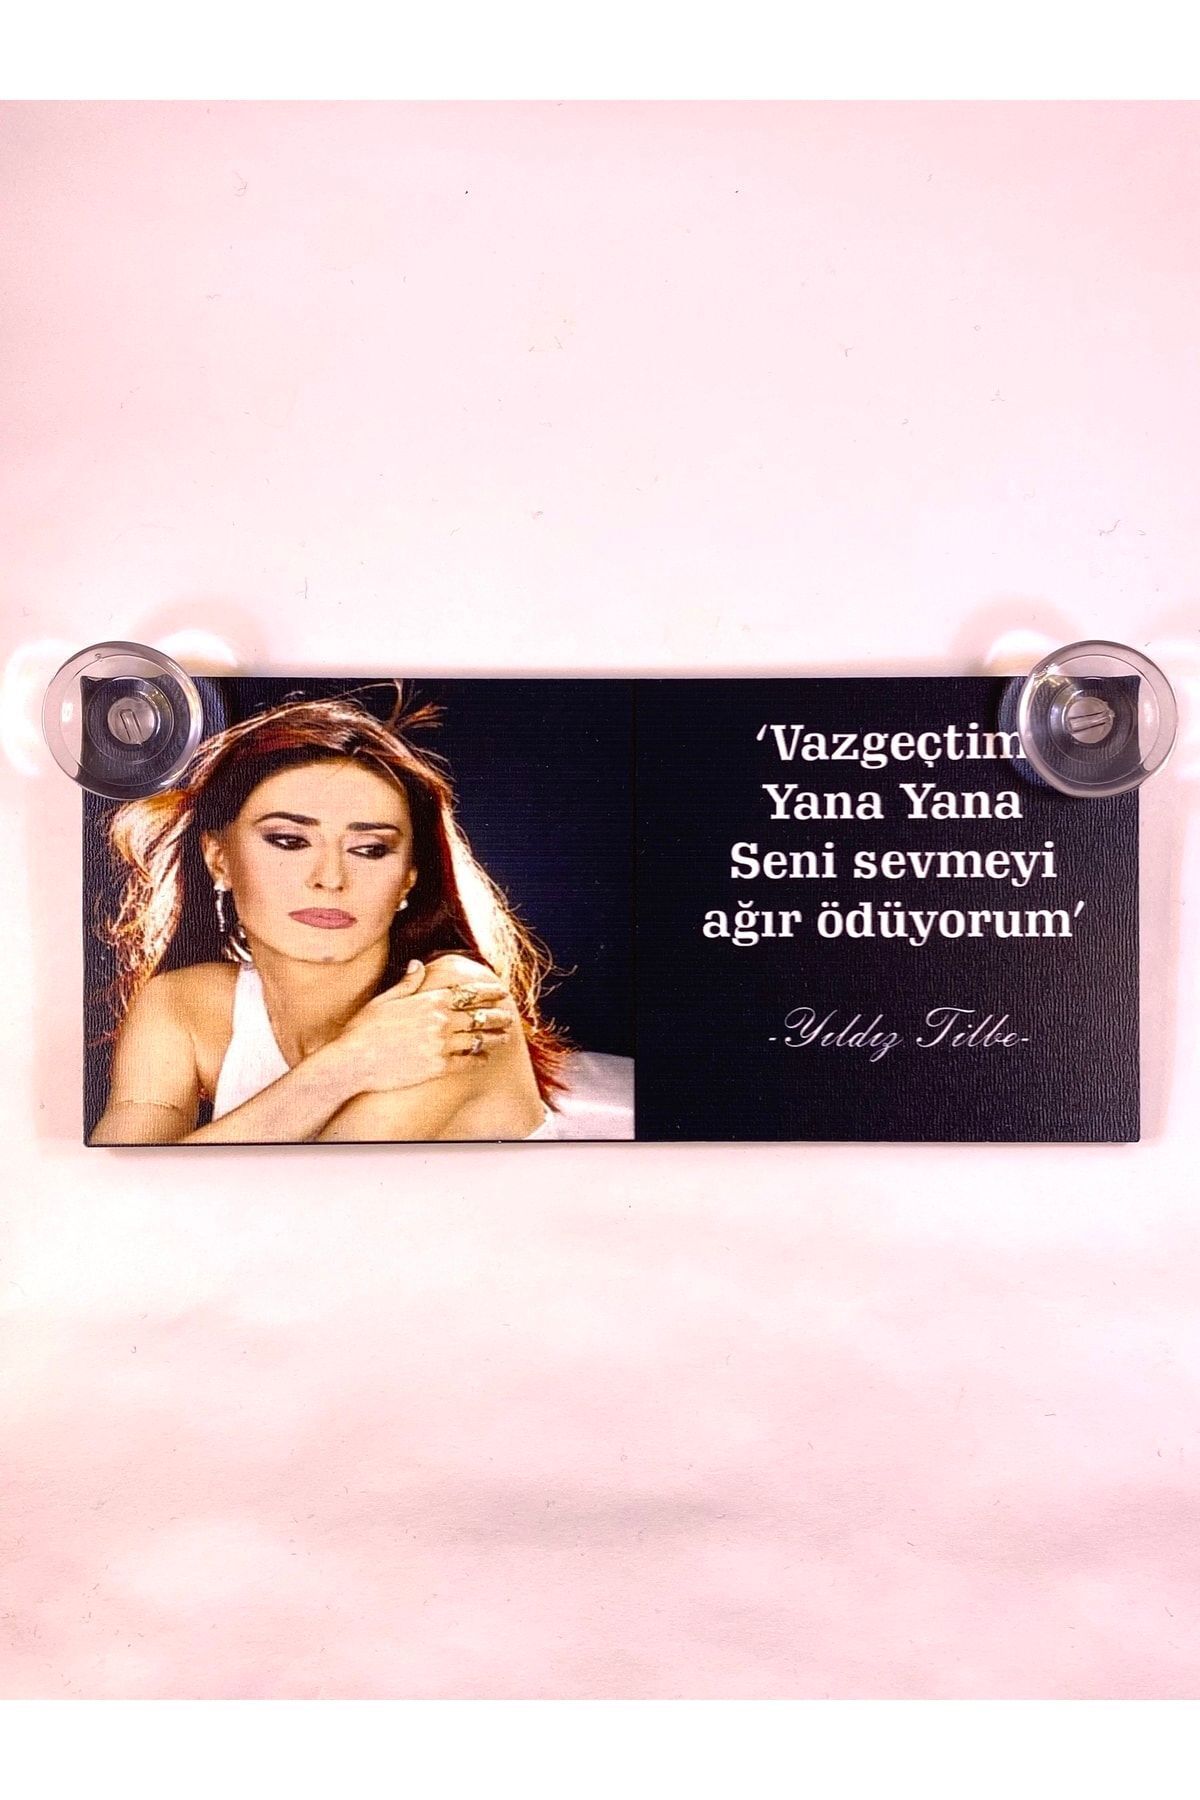 ‘Vazgeçtim
Yana Yana
Seni sevmeyi
ağır ödüyorum’
-Yıldız Tilbe-